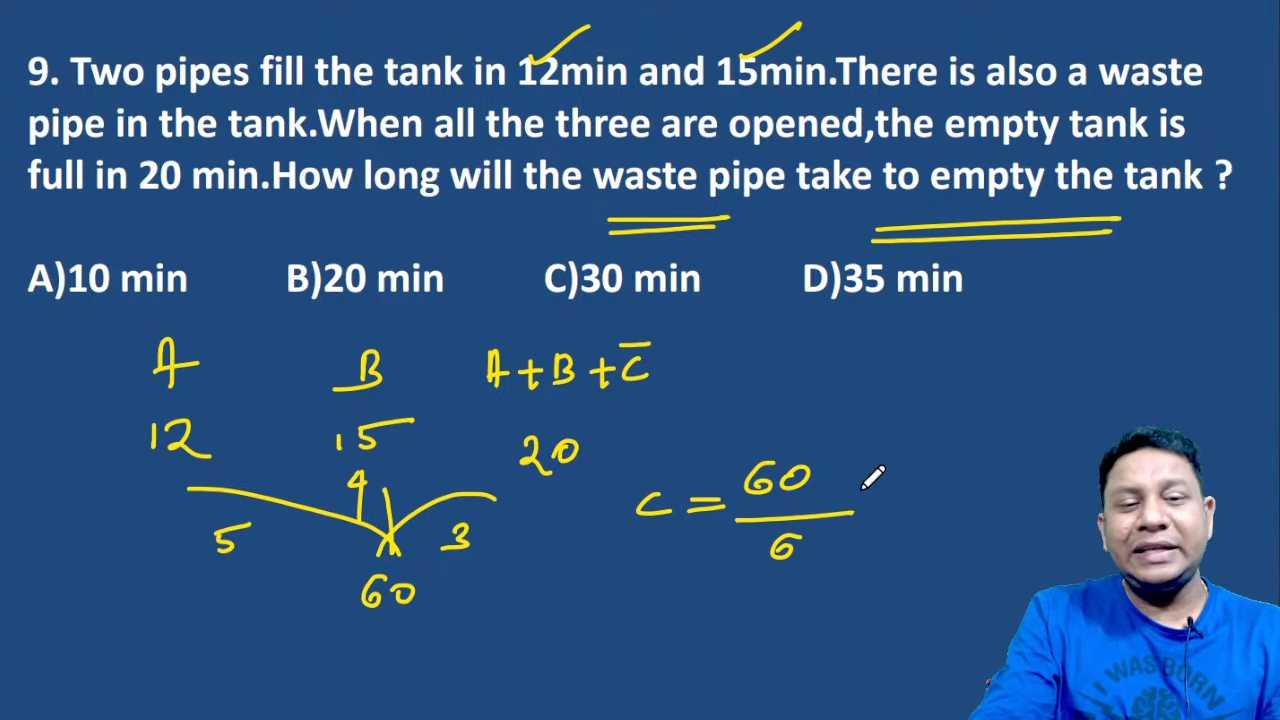 9. Two pipes fill the tank in 12min and 15min.There is also a waste
pipe in the tank.When all the three are opened,the empty tank is
full in 20 min.How long will the waste pipe take to empty the tank ?
A)10 min B)20 min C)30 min D)35 min
A B A+B+C̅
12 15 20
4
5 3
60
C = 60
6
I WAS BORN